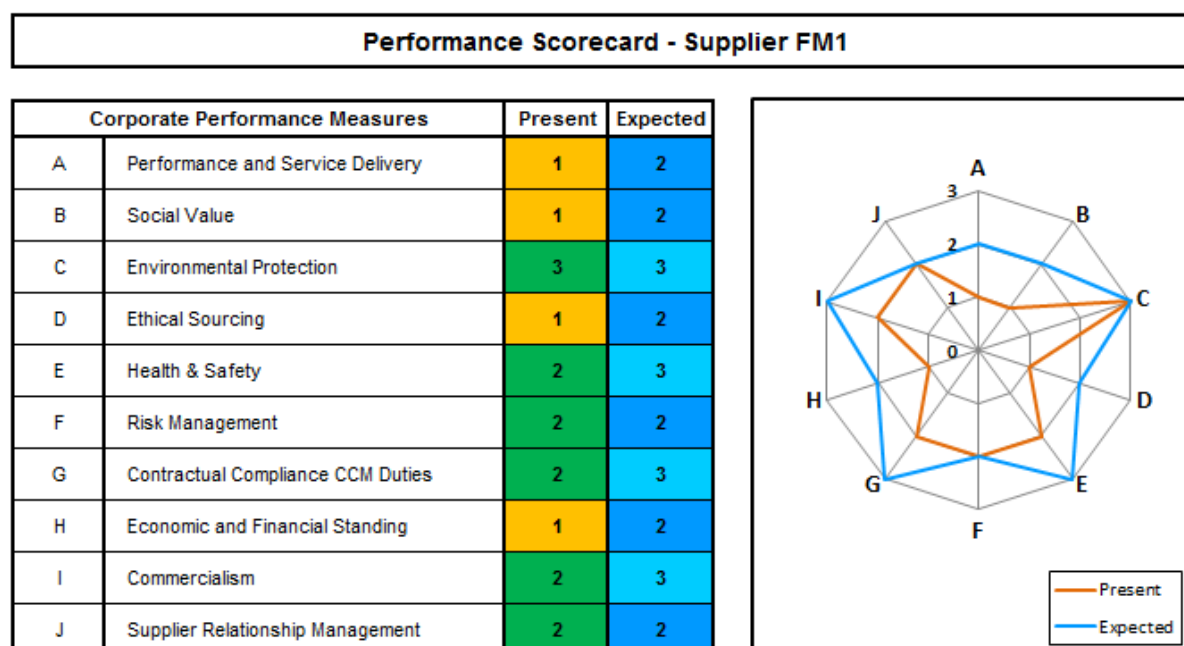 Performance Scorecard - Supplier FM1
Corporate Performance Measures Present Expected
A Performance and Service Delivery 1 2
B Social Value 1 2
C Environmental Protection 3 3
D Ethical Sourcing 1 2
E Health & Safety 2 3
F Risk Management 2 2
G Contractual Compliance CCM Duties 2 3
H Economic and Financial Standing 1 2
I Commercialism 2 3
J Supplier Relationship Management 2 2
A
3
J B
2
I 1 C
0
H D
G E
F
Present
Expected